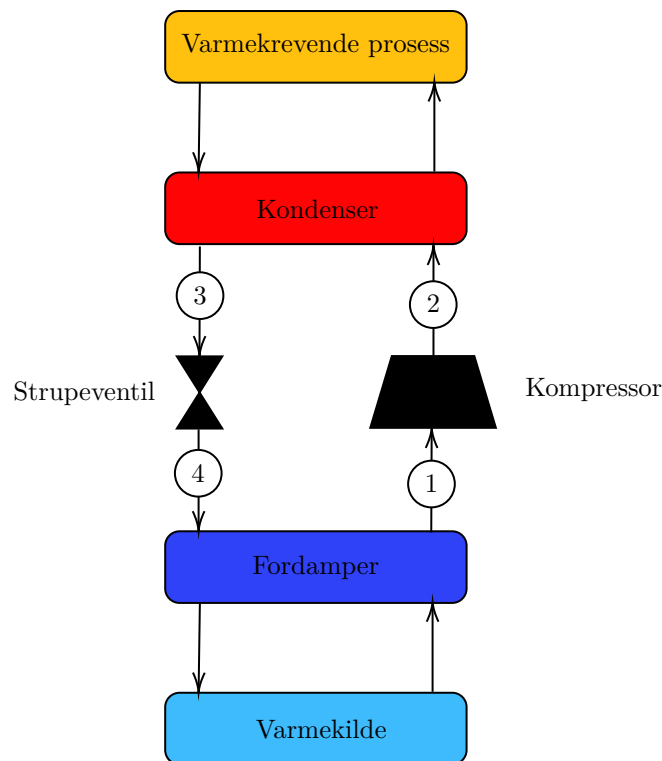 Varmekrevende prosess
Kondenser
3
2
Strupeventil
Kompressor
4
1
Fordamper
Varmekilde